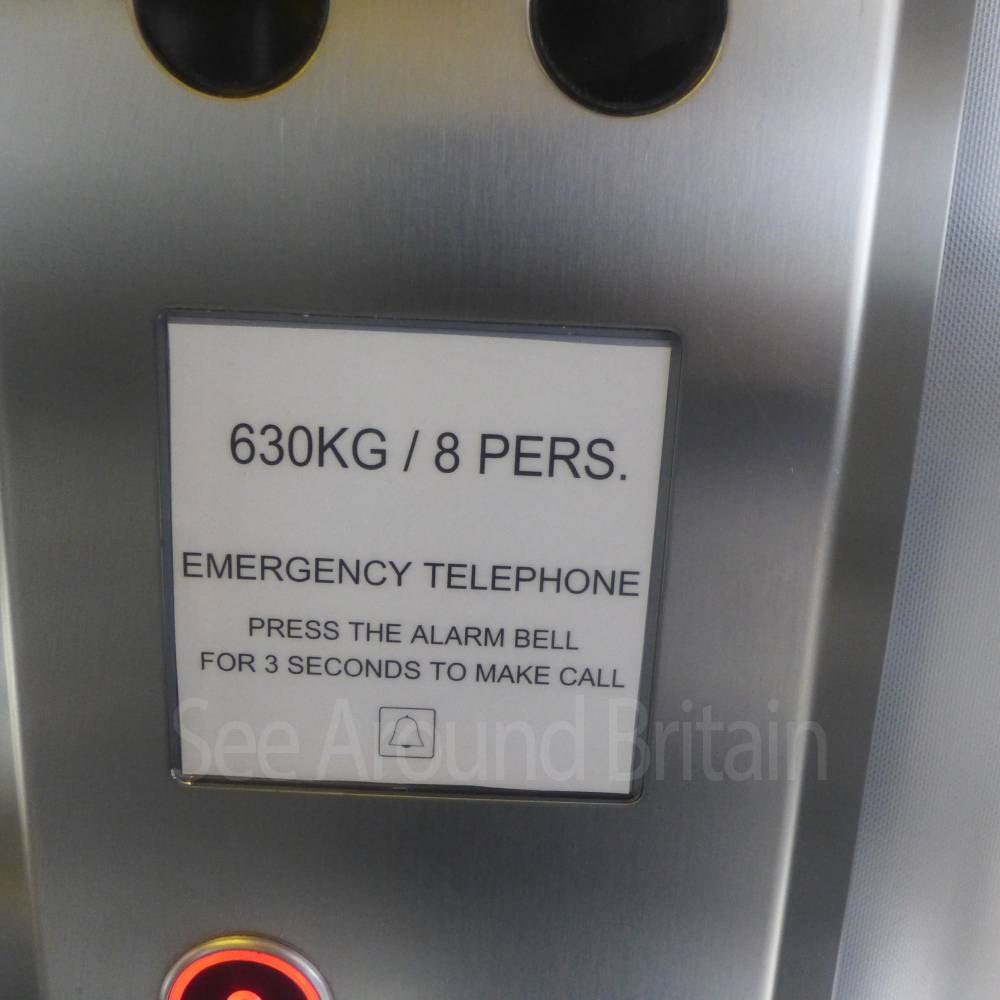 630KG / 8 PERS.
EMERGENCY TELEPHONE
PRESS THE ALARM BELL
FOR 3 SECONDS TO MAKE CALL
See Around Britain